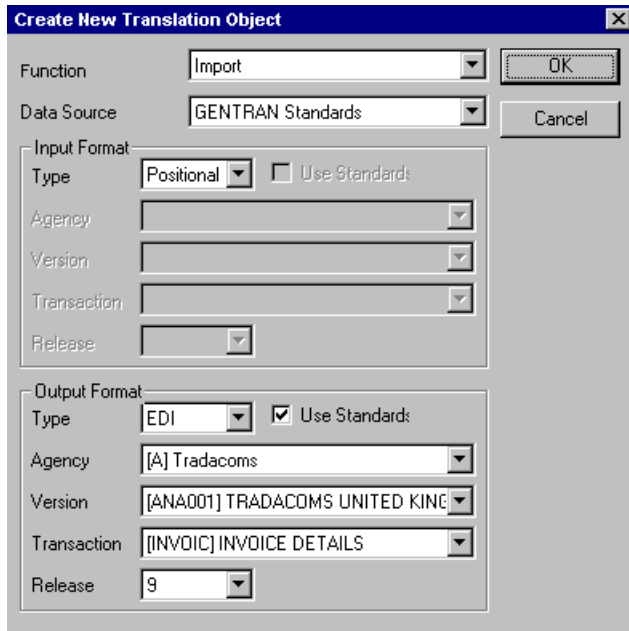 Create New Translation Object
Function Import OK
Data Source GENTRAN Standards Cancel
Input Format
Type Positional Use Standards
Agency
Version
Transaction
Release
Output Format
Type EDI Use Standards
Agency [A] Tradacoms
Version [ANA001] TRADACOMS UNITED KING
Transaction [INVOIC] INVOICE DETAILS
Release 9